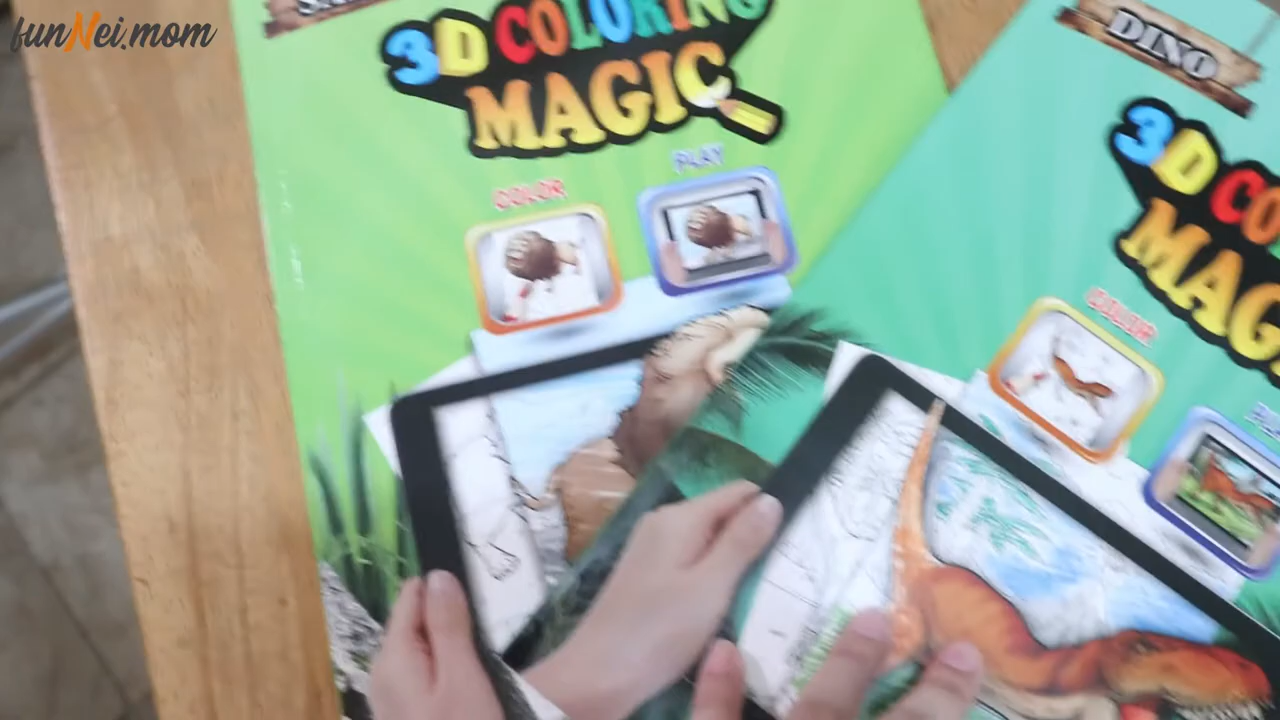 funNei.mom
3D COLORING
MAGIC
COLOR
PLAY
DINO
3D CO
MAG
COLOR